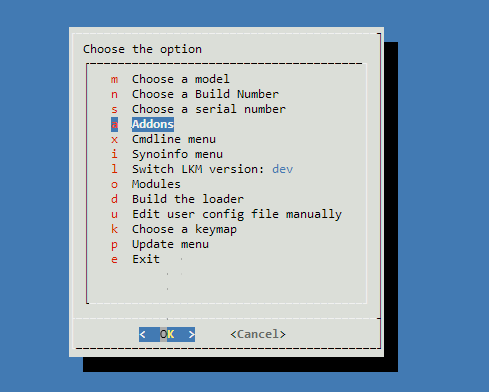 Choose the option
m Choose a model
n Choose a Build Number
s Choose a serial number
Addons
x Cmdline menu
i Synoinfo menu
l Switch LKM version: dev
o Modules
d Build the loader
u Edit user config file manually
k Choose a keymap
p Update menu
e Exit
< OK > <Cancel>